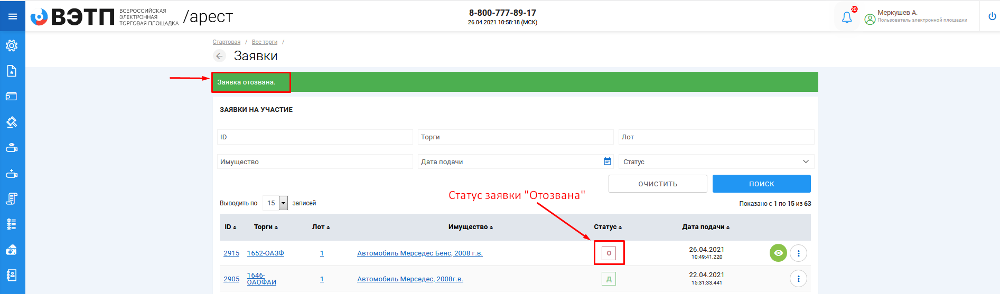 ВЭТП
ВСЕРОССИЙСКАЯ
ЭЛЕКТРОННАЯ
ТОРГОВАЯ ПЛОЩАДКА
/арест
8-800-777-89-17
26.04.2021 10:58:18 (МСК)
Меркушев А.
Пользователь электронной площадки
Стартовая / Все торги /
Заявки
Заявка отозвана.
ЗАЯВКИ НА УЧАСТИЕ
ID Торги Лот
Имущество Дата подачи Статус
ОЧИСТИТЬ ПОИСК
Статус заявки "Отозвана"
Выводить по 15 записей
Показано с 1 по 15 из 63
ID Торги Лот Имущество Статус Дата подачи
2915 1652-ОАЗФ 1 Автомобиль Мерседес Бенс, 2008 г.в. О 26.04.2021
10:49:41.220
2905 1646-
ОАОФАИ 1 Автомобиль Мерседес, 2008г.в. Д 22.04.2021
15:31:33.441